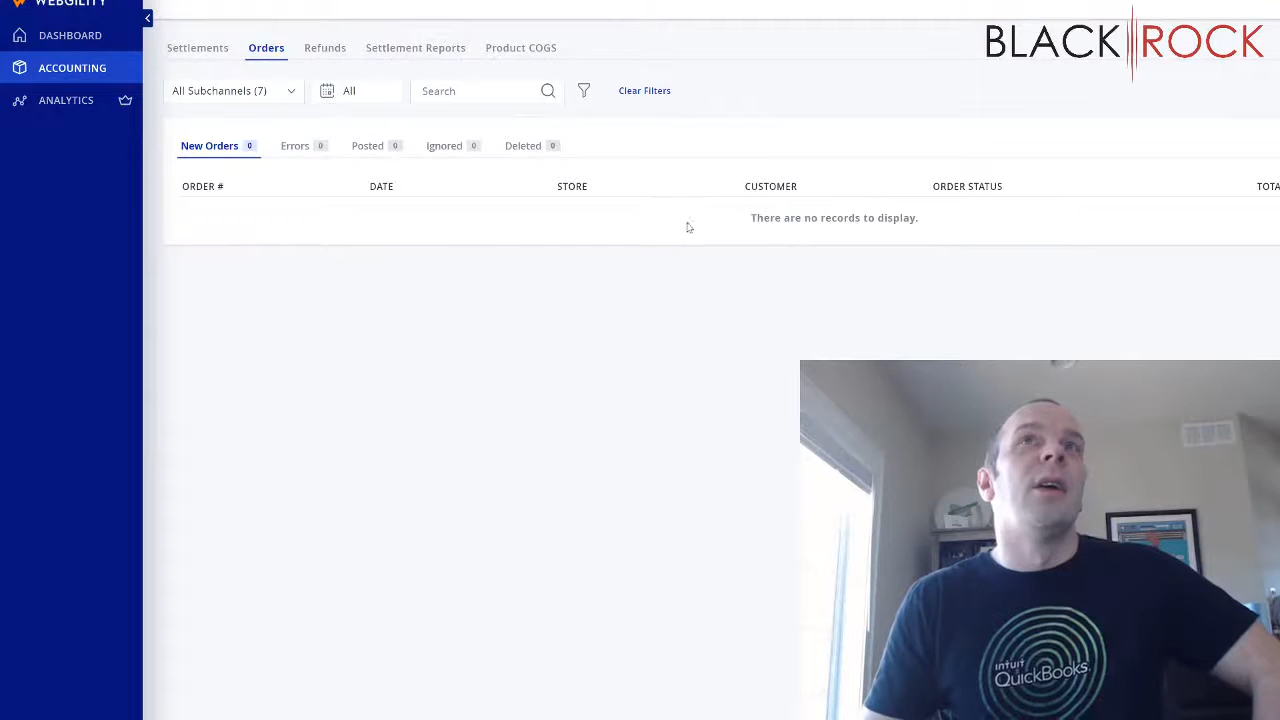 WEBGILITY
BLACK ROCK
DASHBOARD
Settlements Orders Refunds Settlement Reports Product COGS
ACCOUNTING
All Subchannels (7) All Search Clear Filters
ANALYTICS
New Orders 0 Errors 0 Posted 0 Ignored 0 Deleted 0
ORDER # DATE STORE CUSTOMER ORDER STATUS TOTA
There are no records to display.
intuit
QuickBooks.